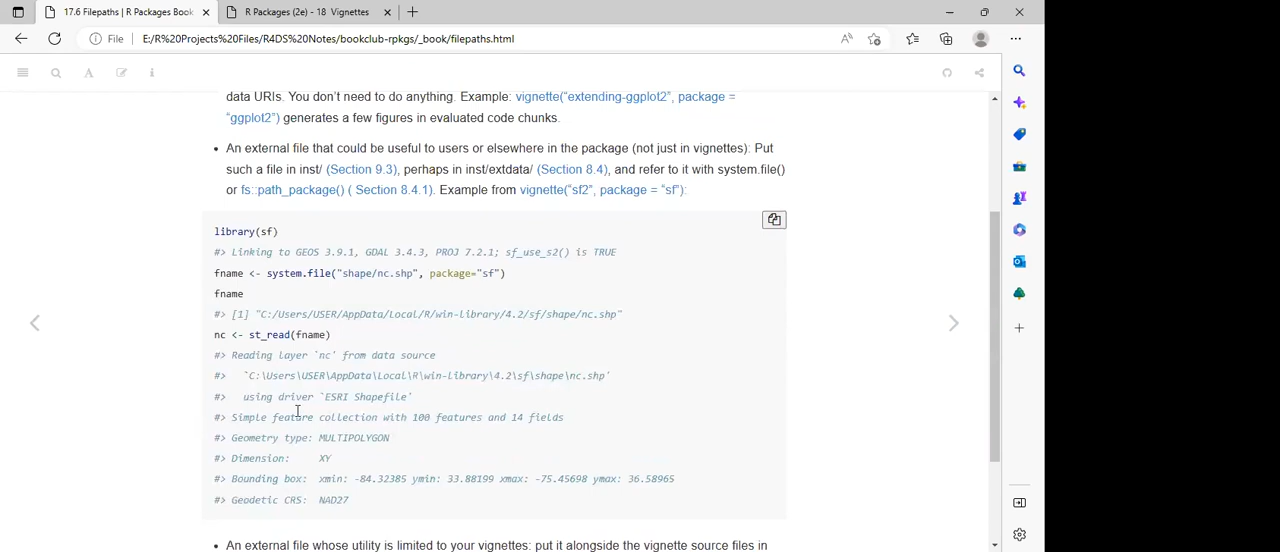 17.6 Filepaths | R Packages Book
R Packages (2e) - 18 Vignettes
File
E:/R%20Projects%20Files/R4DS%20Notes/bookclub-rpkgs/_book/filepaths.html
data URIs. You don't need to do anything. Example: vignette("extending-ggplot2", package =
"ggplot2") generates a few figures in evaluated code chunks.
• An external file that could be useful to users or elsewhere in the package (not just in vignettes): Put
such a file in inst/ (Section 9.3), perhaps in inst/extdata/ (Section 8.4), and refer to it with system.file()
or fs::path_package() ( Section 8.4.1). Example from vignette("sf2", package = "sf"):
library(sf)
#> Linking to GEOS 3.9.1, GDAL 3.4.3, PROJ 7.2.1; sf_use_s2() is TRUE
fname <- system.file("shape/nc.shp", package="sf")
fname
#> [1] "C:/Users/USER/AppData/Local/R/win-library/4.2/sf/shape/nc.shp"
nc <- st_read(fname)
#> Reading layer `nc' from data source
#>   `C:\Users\USER\AppData\Local\R\win-library\4.2\sf\shape\nc.shp'
#>   using driver `ESRI Shapefile'
#> Simple feature collection with 100 features and 14 fields
#> Geometry type: MULTIPOLYGON
#> Dimension:     XY
#> Bounding box:  xmin: -84.32385 ymin: 33.88199 xmax: -75.45698 ymax: 36.58965
#> Geodetic CRS:  NAD27
• An external file whose utility is limited to your vignettes: put it alongside the vignette source files in